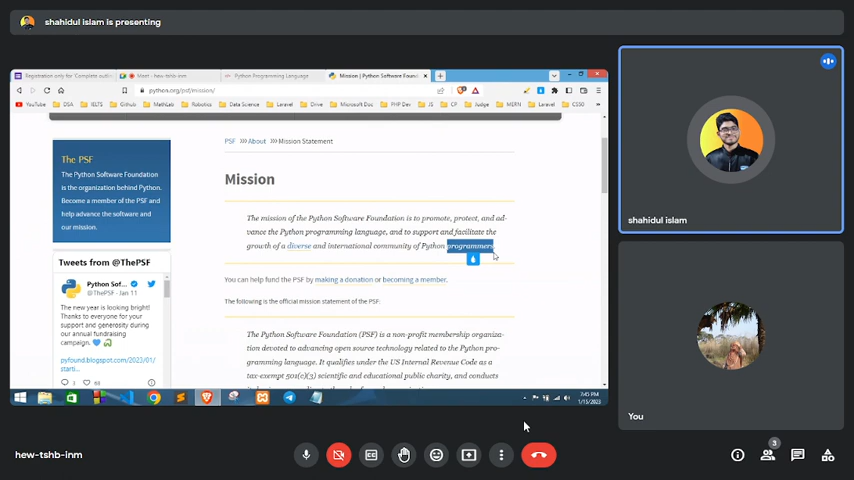 shahidul islam is presenting
Registration only for "Complete outlin
Meet - hew-tshb-inm
Python Programming Language
Mission | Python Software Foun
python.org/psf/mission/
YouTube DSA IELTS Github MathLab Robotics Data Science Laravel Drive Microsoft Doc PHP Dev JS CP Judge MERN Laravel CS50
PSF About Mission Statement
The PSF
The Python Software Foundation
is the organization behind Python.
Become a member of the PSF and
help advance the software and
our mission.
Tweets from @ThePSF
Python Sof...
@ThePSF · Jan 11
The new year is looking bright!
Thanks to everyone for your
support and generosity during
our annual fundraising
campaign.
pyfound.blogspot.com/2023/01/
starti...
Mission
The mission of the Python Software Foundation is to promote, protect, and ad-
vance the Python programming language, and to support and facilitate the
growth of a diverse and international community of Python programmers
You can help fund the PSF by making a donation or becoming a member.
The following is the official mission statement of the PSF:
The Python Software Foundation (PSF) is a non-profit membership organiza-
tion devoted to advancing open source technology related to the Python pro-
gramming language. It qualifies under the US Internal Revenue Code as a
tax-exempt 501(c)(3) scientific and educational public charity, and conducts
7:45 PM
1/15/2023
shahidul islam
You
hew-tshb-inm
3